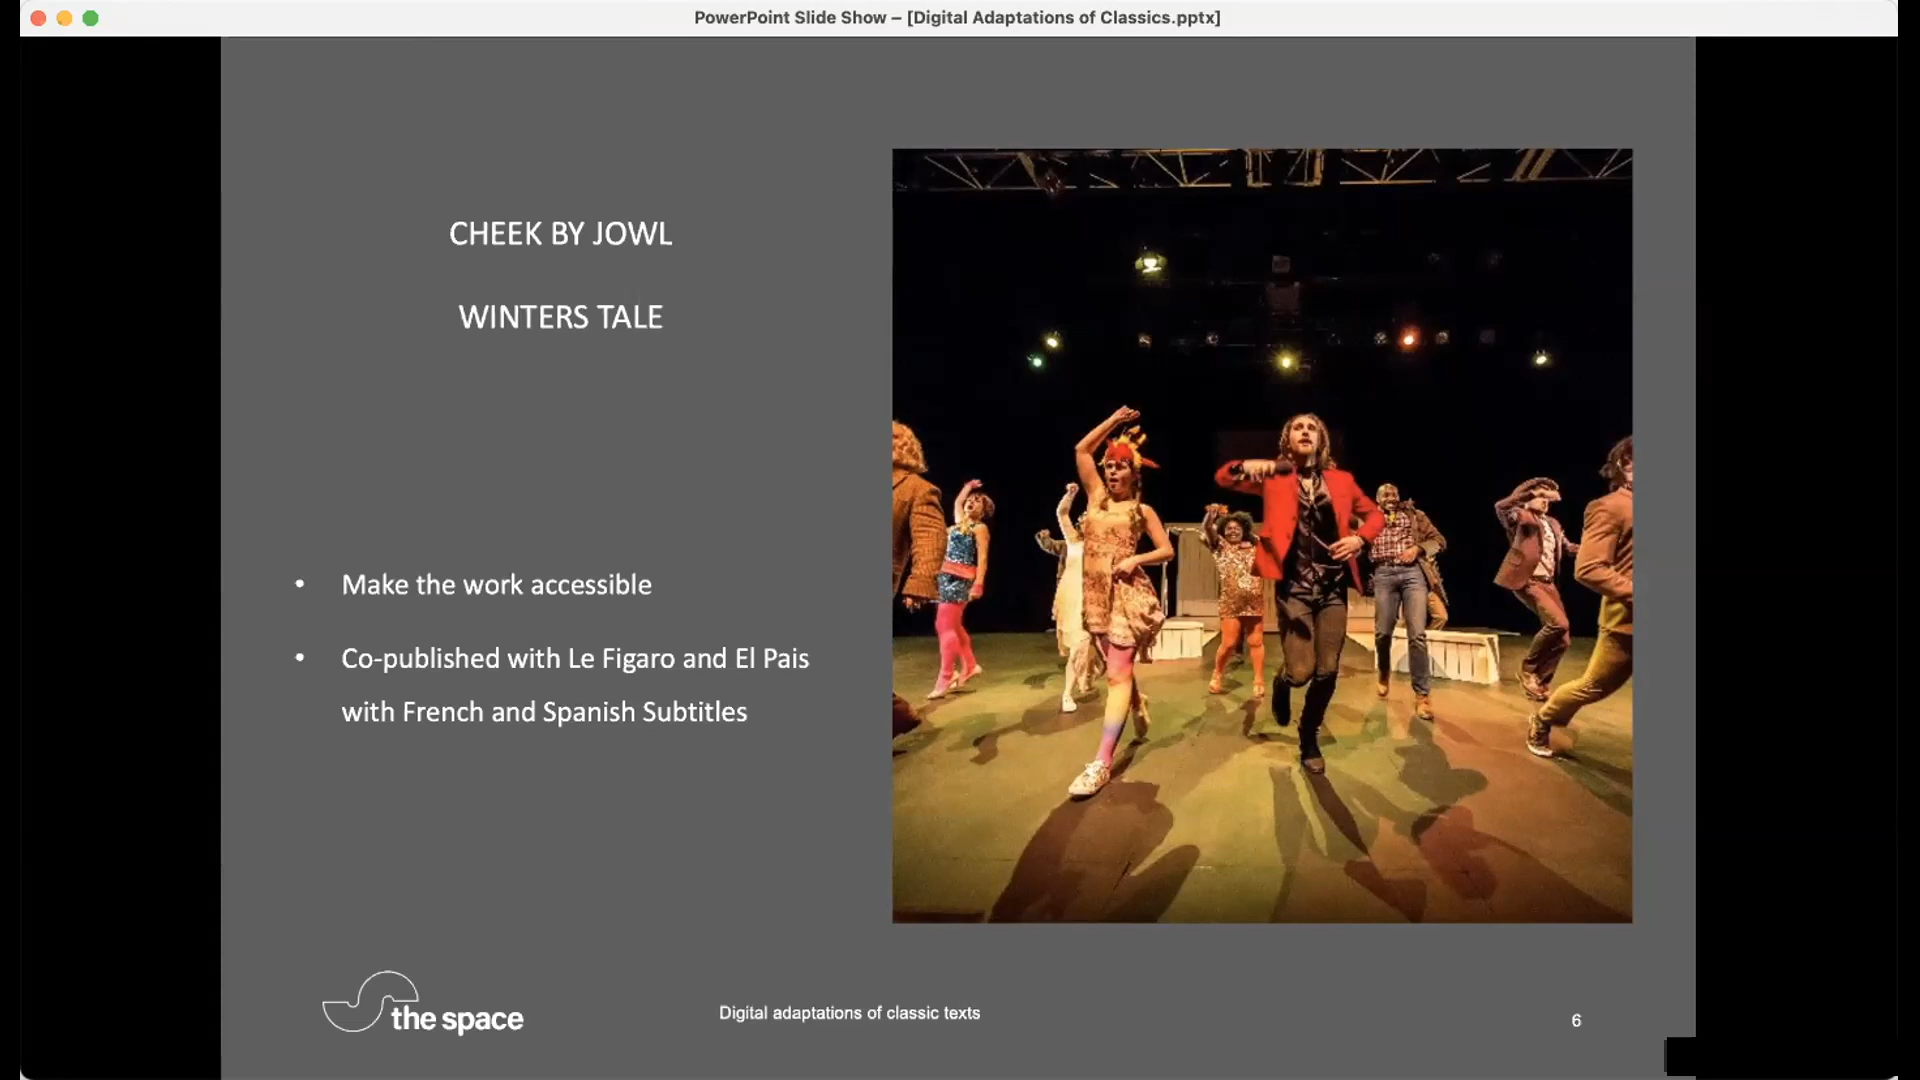 PowerPoint Slide Show – [Digital Adaptations of Classics.pptx]
CHEEK BY JOWL
WINTERS TALE
• Make the work accessible
• Co-published with Le Figaro and El Pais
with French and Spanish Subtitles
the space
Digital adaptations of classic texts
6